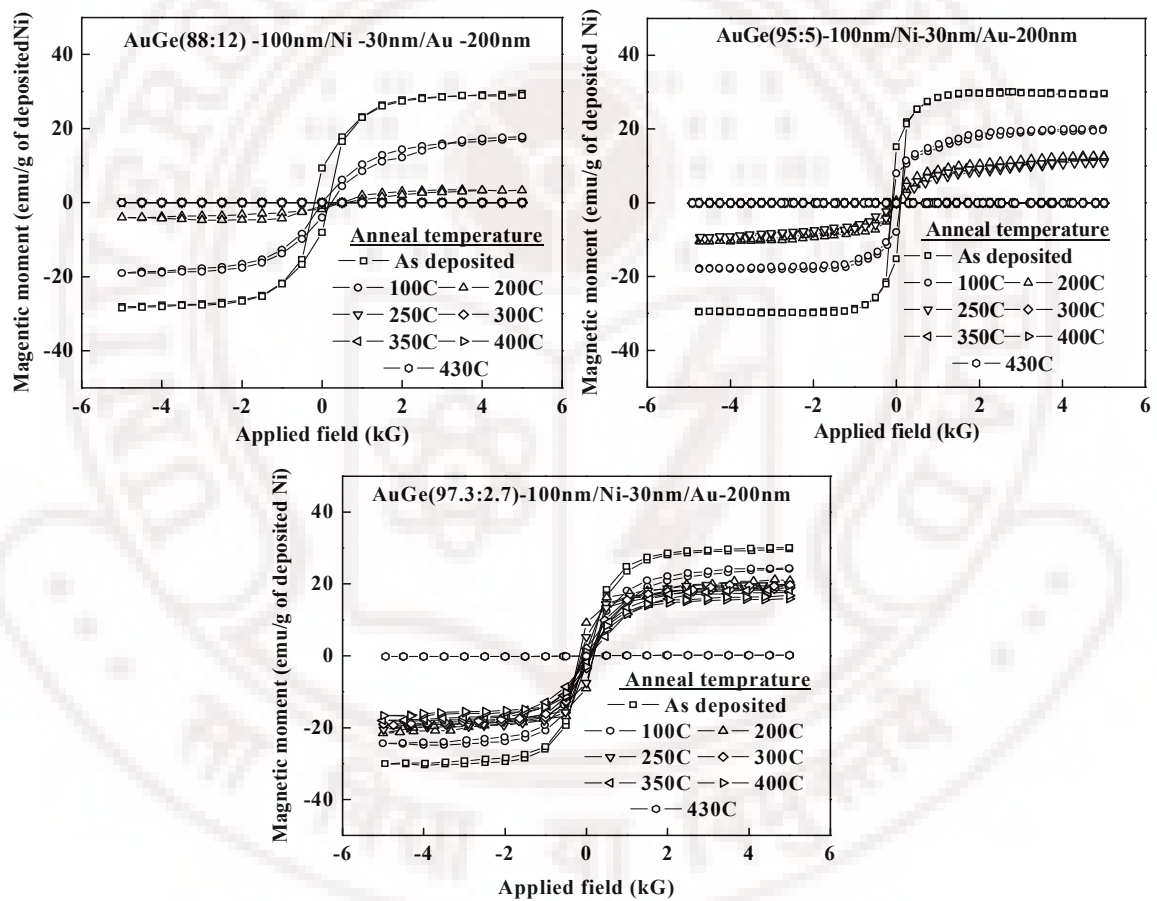 AuGe(88:12) -100nm/Ni -30nm/Au -200nm
Magentic moment (emu/g of depositedNi)
40
20
0
-20
-40
Anneal temperature
As deposited
100C 200C
250C 300C
350C 400C
430C
-6 -4 -2 0 2 4 6
Applied field (kG)
AuGe(95:5)-100nm/Ni-30nm/Au-200nm
Magnetic moment (emu/g of deposited Ni)
40
20
0
-20
-40
Anneal temperature
As deposited
100C 200C
250C 300C
350C 400C
430C
-6 -4 -2 0 2 4 6
Applied field (kG)
AuGe(97.3:2.7)-100nm/Ni-30nm/Au-200nm
Magnetic moment (emu/g of deposited Ni)
40
20
0
-20
-40
Anneal temprature
As deposited
100C 200C
250C 300C
350C 400C
430C
-6 -4 -2 0 2 4 6
Applied field (kG)